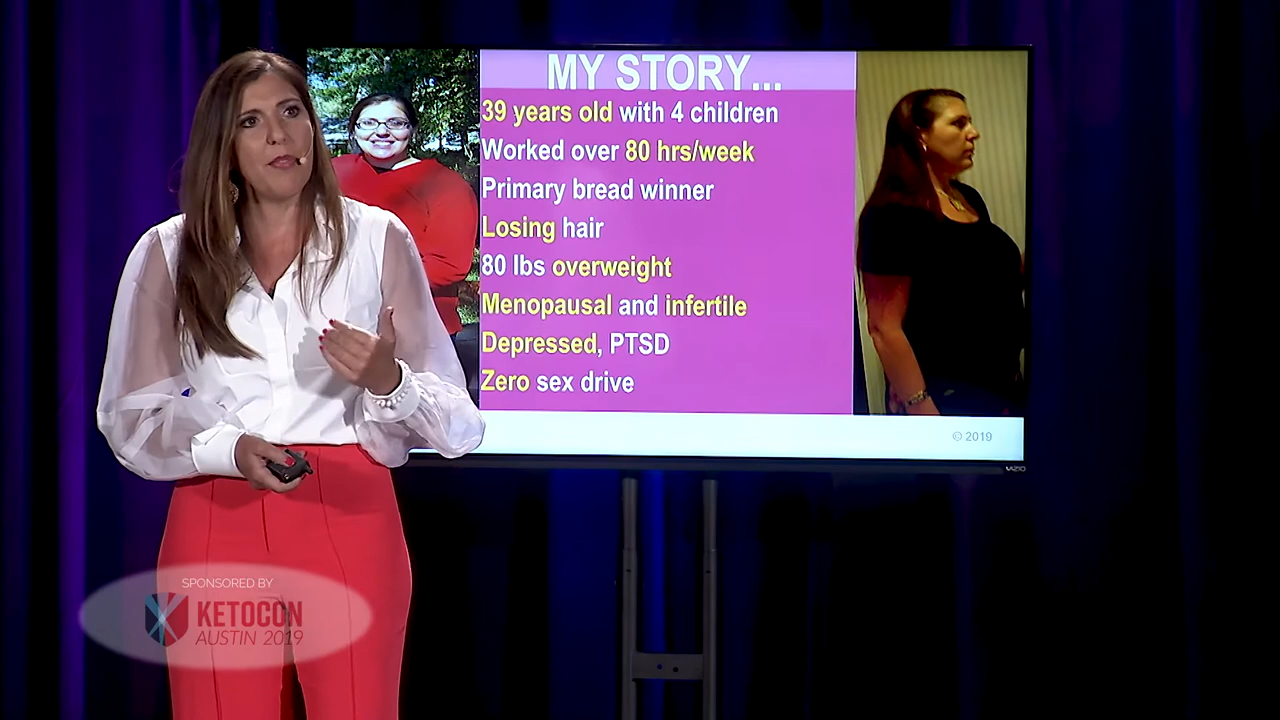 MY STORY...
39 years old with 4 children
Worked over 80 hrs/week
Primary bread winner
Losing hair
80 lbs overweight
Menopausal and infertile
Depressed, PTSD
Zero sex drive
© 2019
VIZIO
SPONSORED BY
KETOCON
AUSTIN 2019